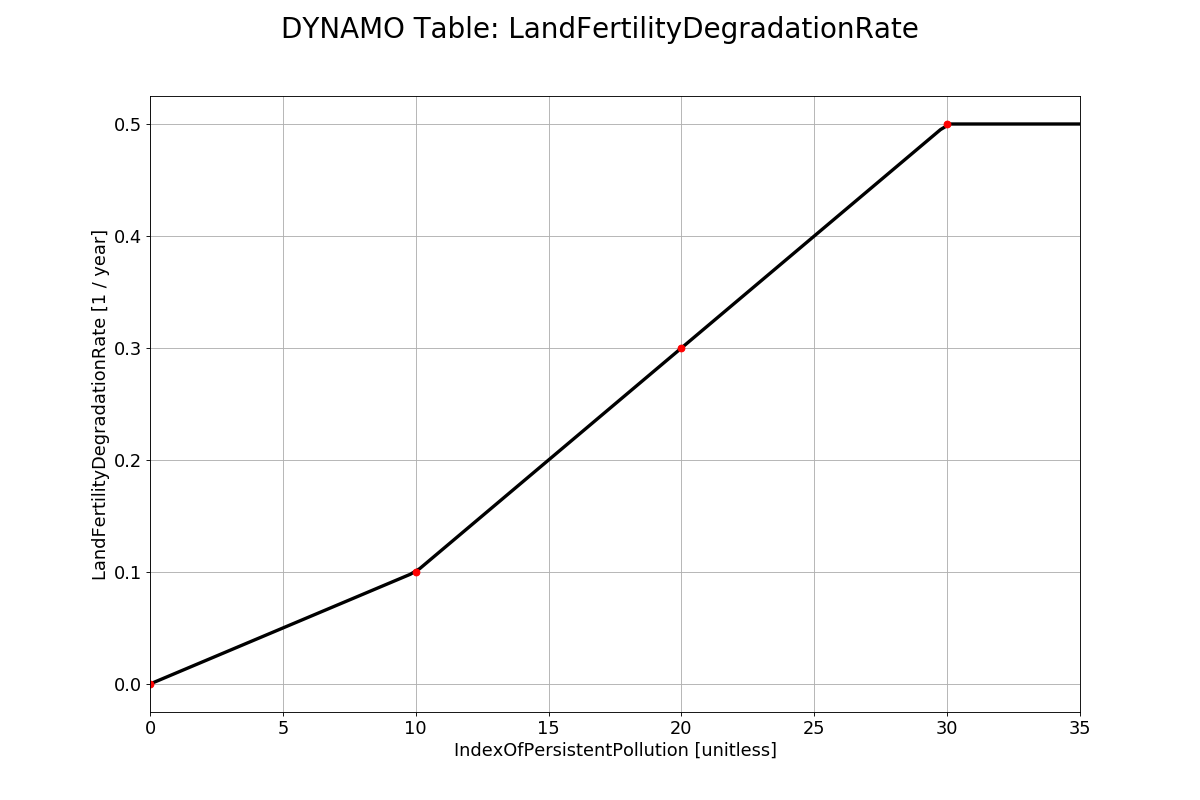 DYNAMO Table: LandFertilityDegradationRate
LandFertilityDegradationRate [1 / year]
0.5
0.4
0.3
0.2
0.1
0.0
0 5 10 15 20 25 30 35
IndexOfPersistentPollution [unitless]